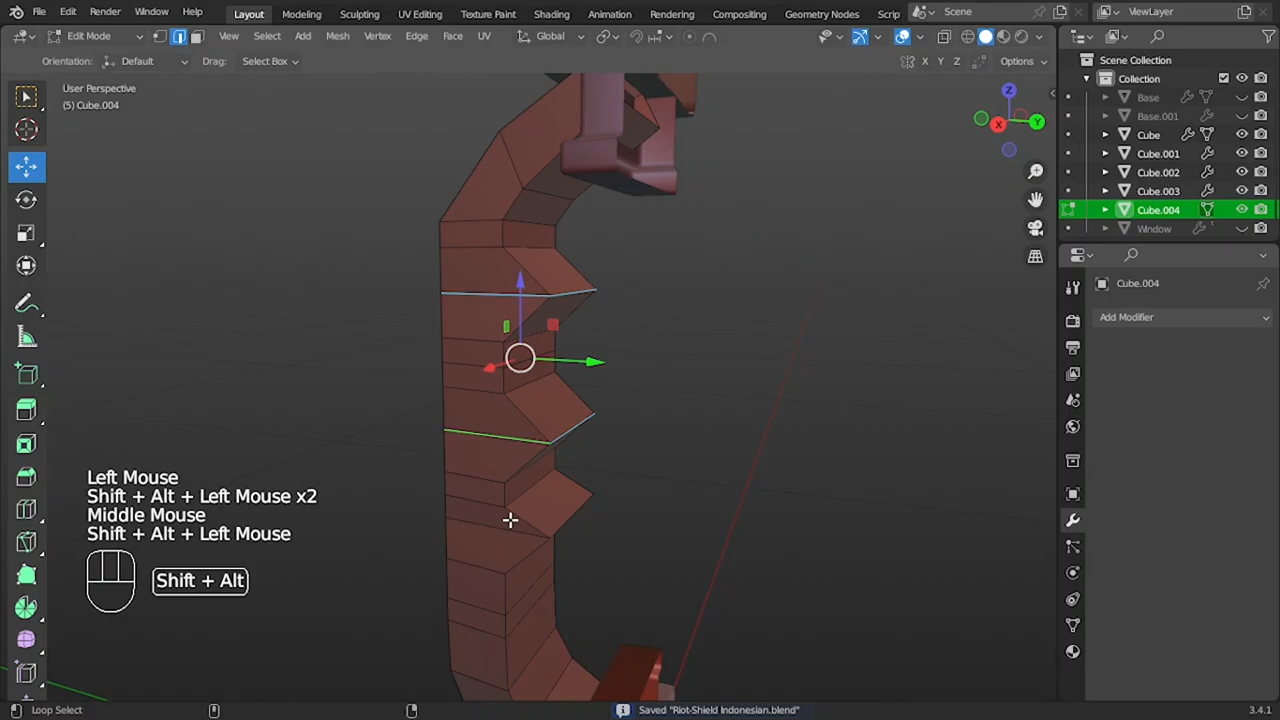 File Edit Render Window Help Layout Modeling Sculpting UV Editing Texture Paint Shading Animation Rendering Compositing Geometry Nodes Scrip Scene ViewLayer
Edit Mode View Select Add Mesh Vertex Edge Face UV Global
Orientation: Default Drag: Select Box X Y Z Options
User Perspective
(5) Cube.004
Z
X
Y
Scene Collection
Collection
Base
Base.001
Cube
Cube.001
Cube.002
Cube.003
Cube.004
Window
Cube.004
Add Modifier
Left Mouse
Shift + Alt + Left Mouse x2
Middle Mouse
Shift + Alt + Left Mouse
Shift + Alt
Loop Select Saved "Riot-Shield Indonesian.blend" 3.4.1